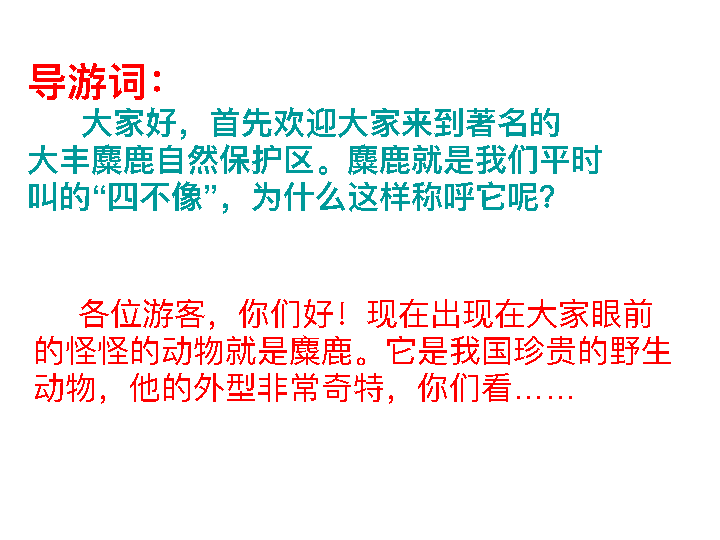 导游词：
大家好，首先欢迎大家来到著名的
大丰麋鹿自然保护区。麋鹿就是我们平时
叫的“四不像”，为什么这样称呼它呢?
各位游客，你们好！现在出现在大家眼前
的怪怪的动物就是麋鹿。它是我国珍贵的野生
动物，他的外型非常奇特，你们看……